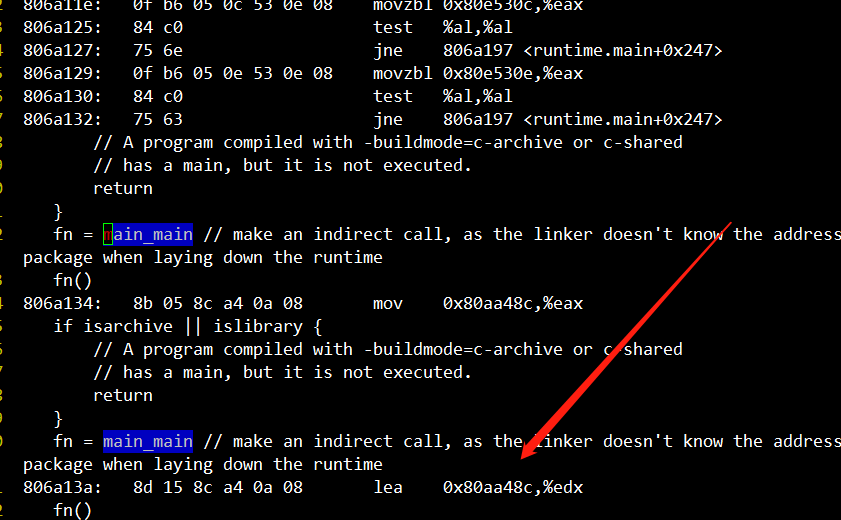 806a11e:   0f b6 05 0c 53 0e 08    movzbl 0x80e530c,%eax
806a125:   84 c0                   test   %al,%al
806a127:   75 6e                   jne    806a197 <runtime.main+0x247>
806a129:   0f b6 05 0e 53 0e 08    movzbl 0x80e530e,%eax
806a130:   84 c0                   test   %al,%al
806a132:   75 63                   jne    806a197 <runtime.main+0x247>
// A program compiled with -buildmode=c-archive or c-shared
// has a main, but it is not executed.
return
}
fn = main_main // make an indirect call, as the linker doesn't know the address
package when laying down the runtime
fn()
806a134:   8b 05 8c a4 0a 08       mov    0x80aa48c,%eax
if isarchive || islibrary {
// A program compiled with -buildmode=c-archive or c-shared
// has a main, but it is not executed.
return
}
fn = main_main // make an indirect call, as the linker doesn't know the address
package when laying down the runtime
806a13a:   8d 15 8c a4 0a 08       lea    0x80aa48c,%edx
fn()